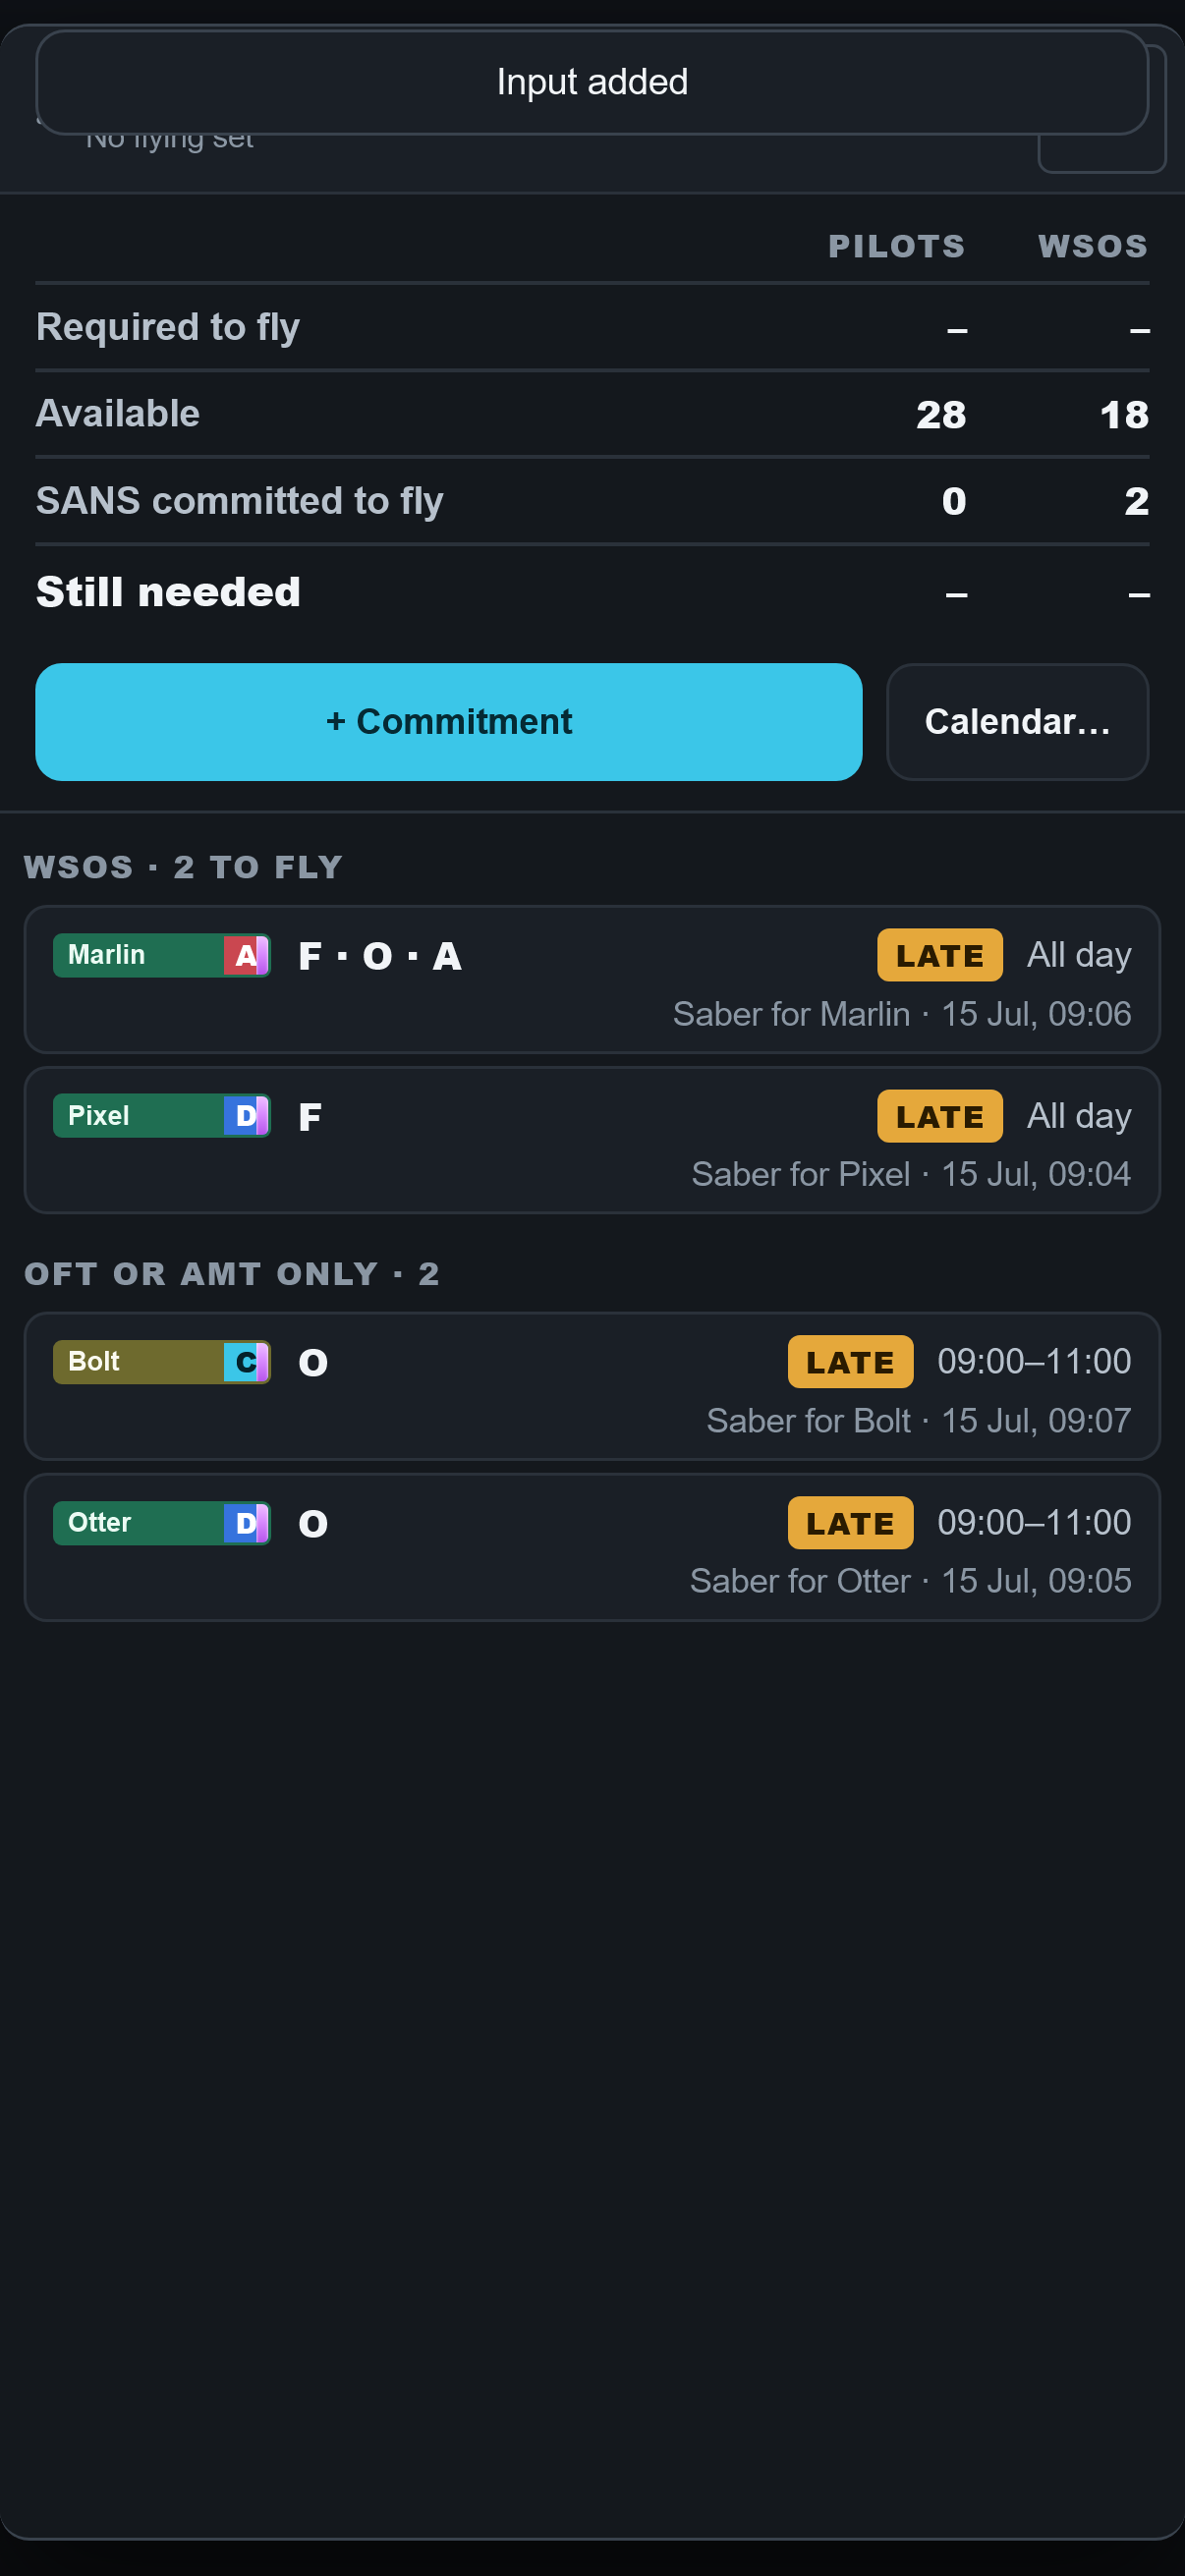 Input added
No flying set
PILOTS WSOS
Required to fly – –
Available 28 18
SANS committed to fly 0 2
Still needed – –
+ Commitment Calendar…
WSOS · 2 TO FLY
Marlin A F · O · A LATE All day
Saber for Marlin · 15 Jul, 09:06
Pixel D F LATE All day
Saber for Pixel · 15 Jul, 09:04
OFT OR AMT ONLY · 2
Bolt C O LATE 09:00–11:00
Saber for Bolt · 15 Jul, 09:07
Otter D O LATE 09:00–11:00
Saber for Otter · 15 Jul, 09:05